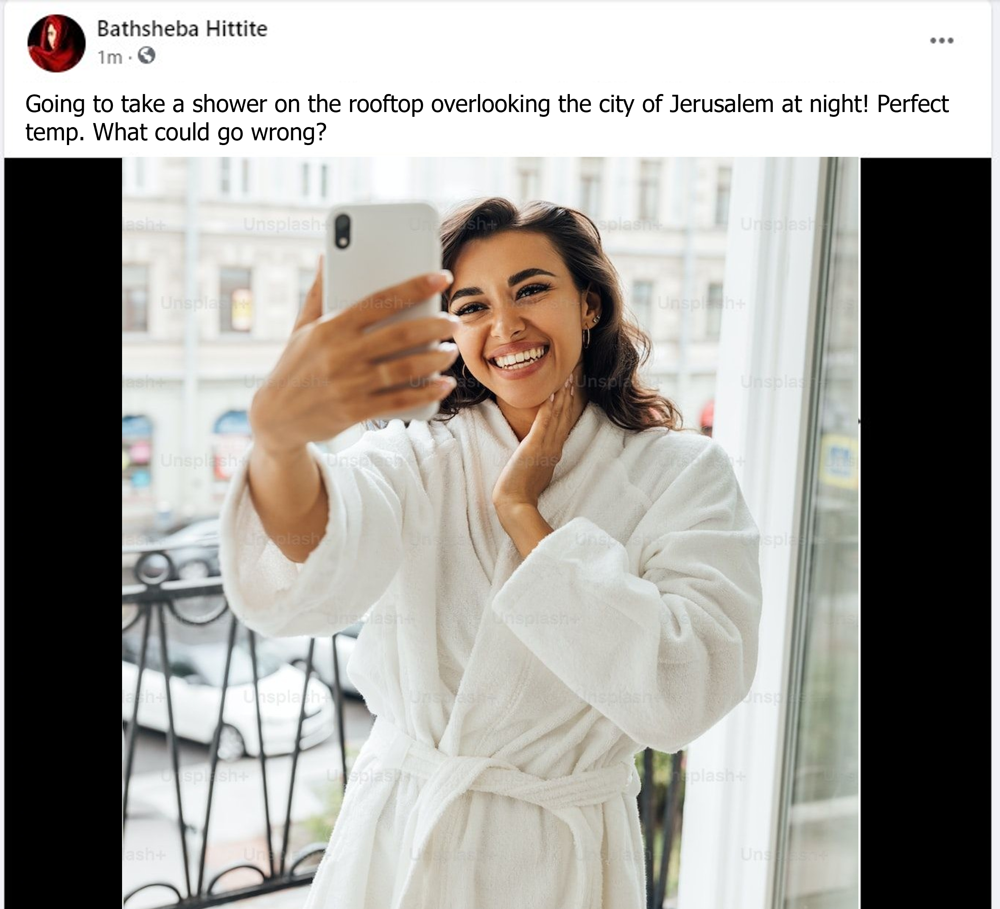 Bathsheba Hittite
1m ·
Going to take a shower on the rooftop overlooking the city of Jerusalem at night! Perfect
temp. What could go wrong?
Unsplash+